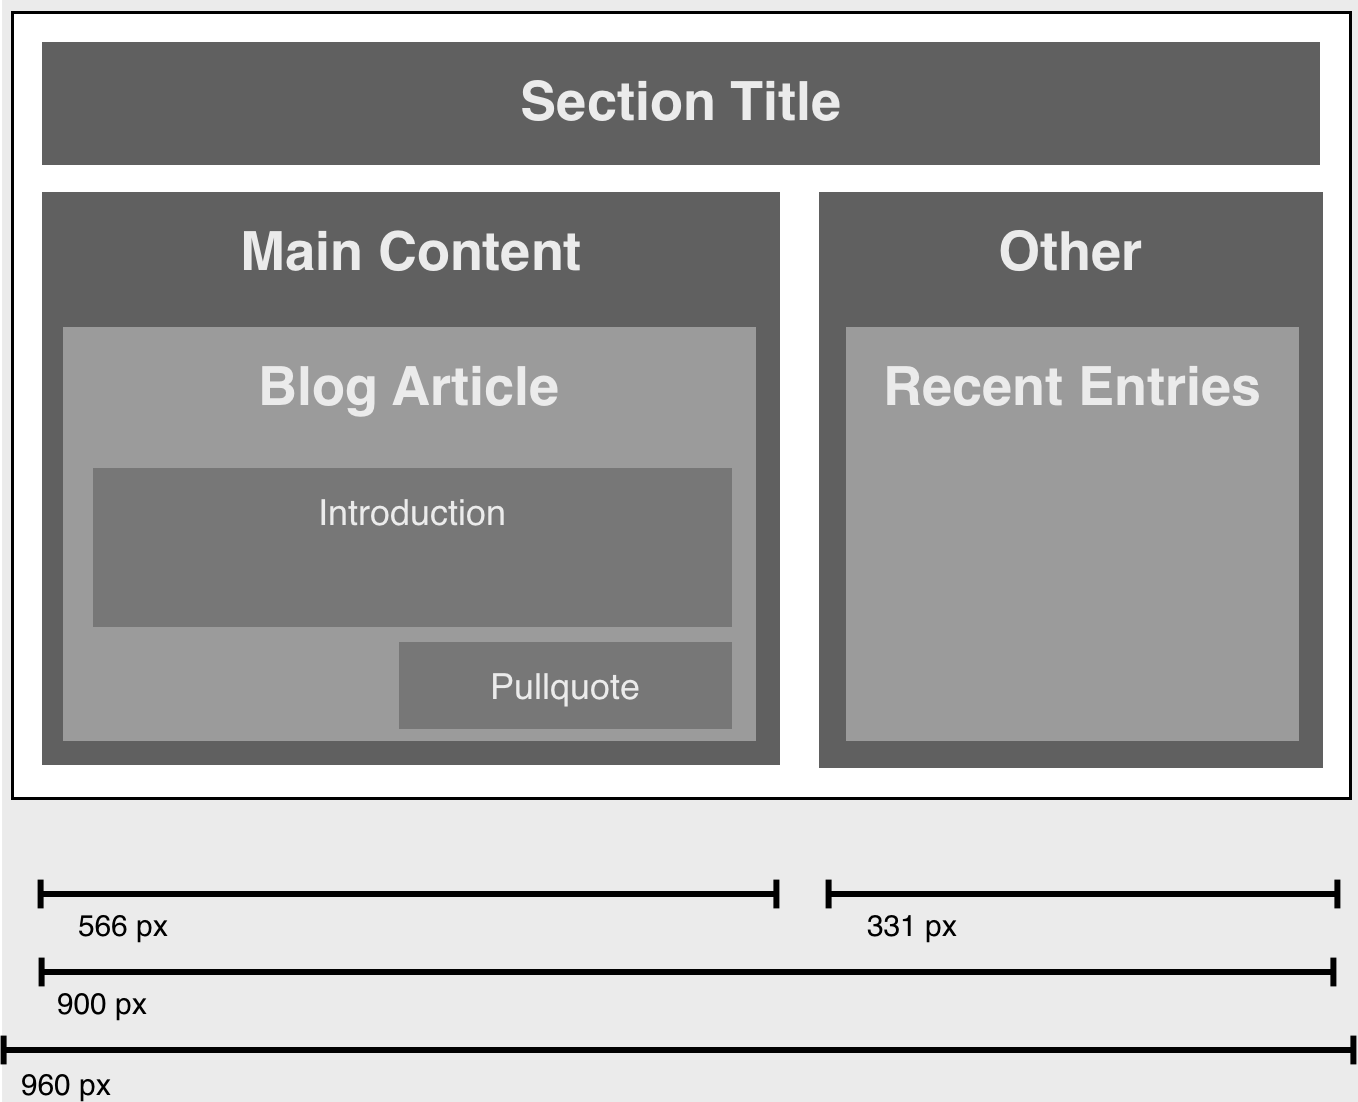 Section Title
Main Content
Other
Blog Article
Recent Entries
Introduction
Pullquote
566 px
331 px
900 px
960 px